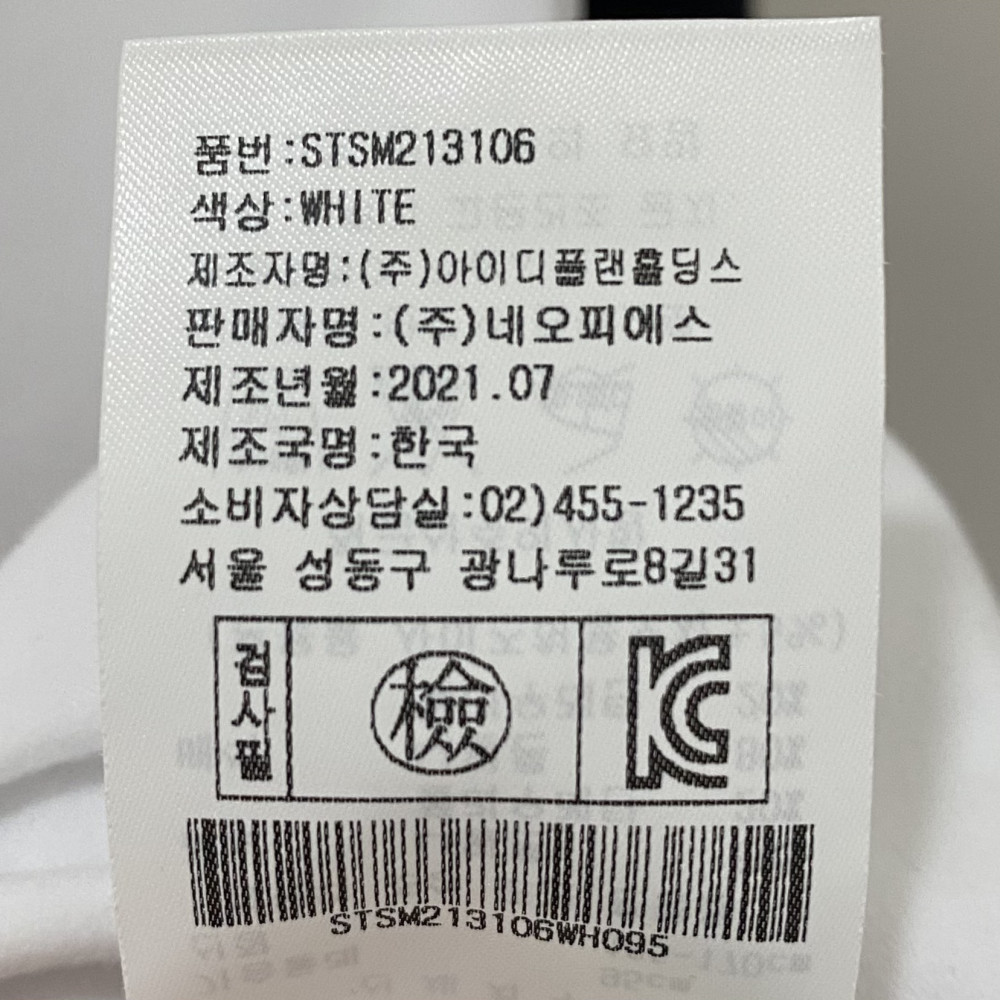 품번:STSM213106
색상:WHITE
제조자명:(주)아이디플랜홀딩스
판매자명:(주)네오피에스
제조년월:2021.07
제조국명:한국
소비자상담실:02)455-1235
서울 성동구 광나루로8길31
검사필
檢
KC
STSM213106WH095